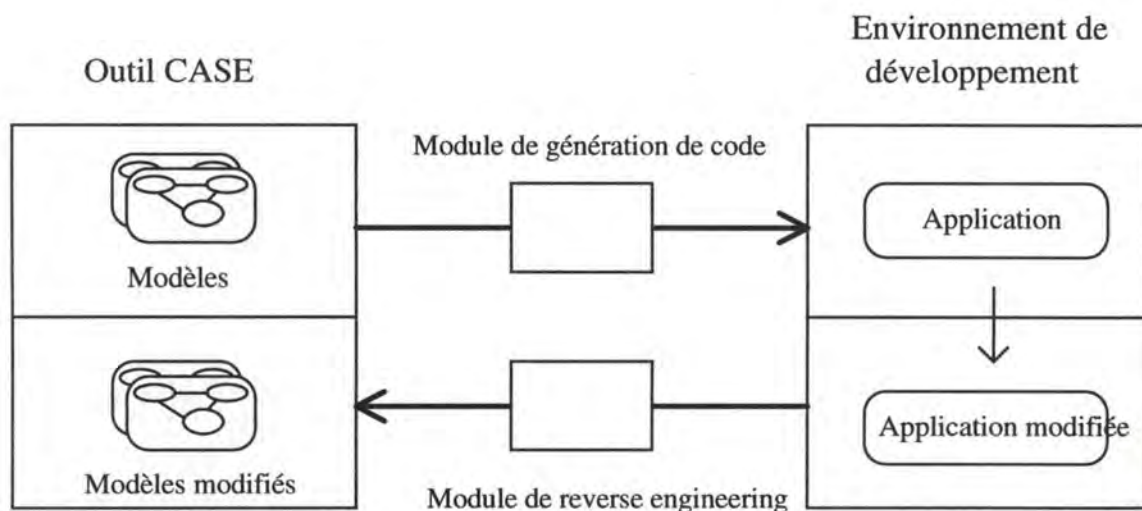 Outil CASE
Environnement de
développement
Module de génération de code
Application
Modèles
Application modifiée
Modèles modifiés
Module de reverse engineering